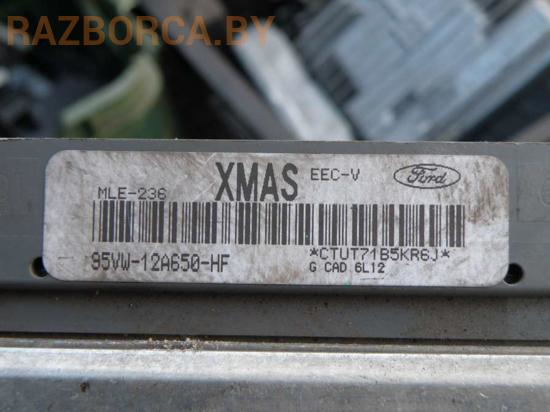 RAZBORCA.BY
MLE-236 XMAS EEC-V Ford
95VW-12A650-HF *CTUT71B5KR6J*
G CAD 6L12